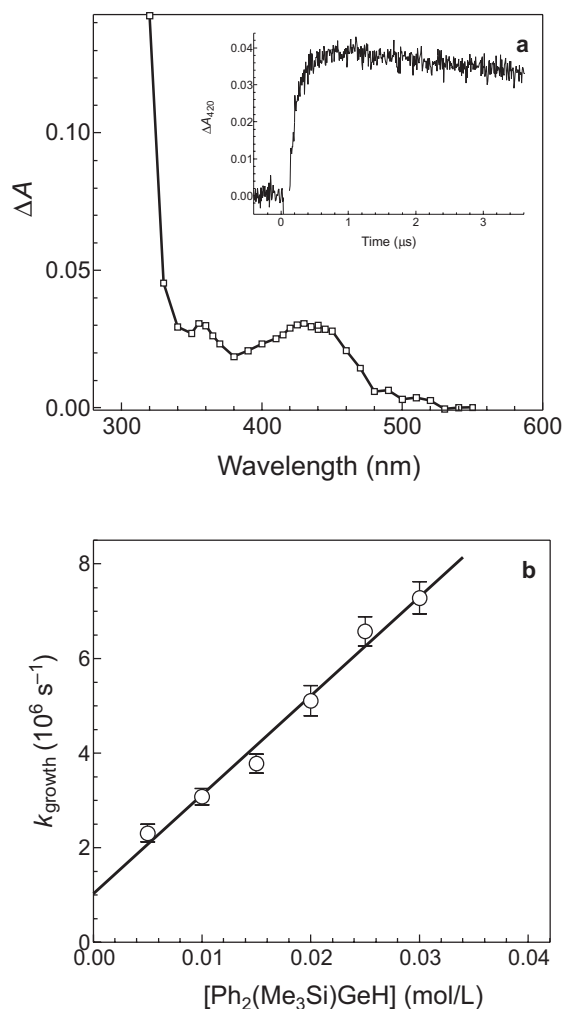 a
0.04
0.03
0.02
0.01
0.00
ΔA420
0 1 2 3
Time (μs)
0.10
0.05
0.00
ΔA
300 400 500 600
Wavelength (nm)
b
8
6
4
2
0
kgrowth (10⁶ s⁻¹)
0.00 0.01 0.02 0.03 0.04
[Ph₂(Me₃Si)GeH] (mol/L)